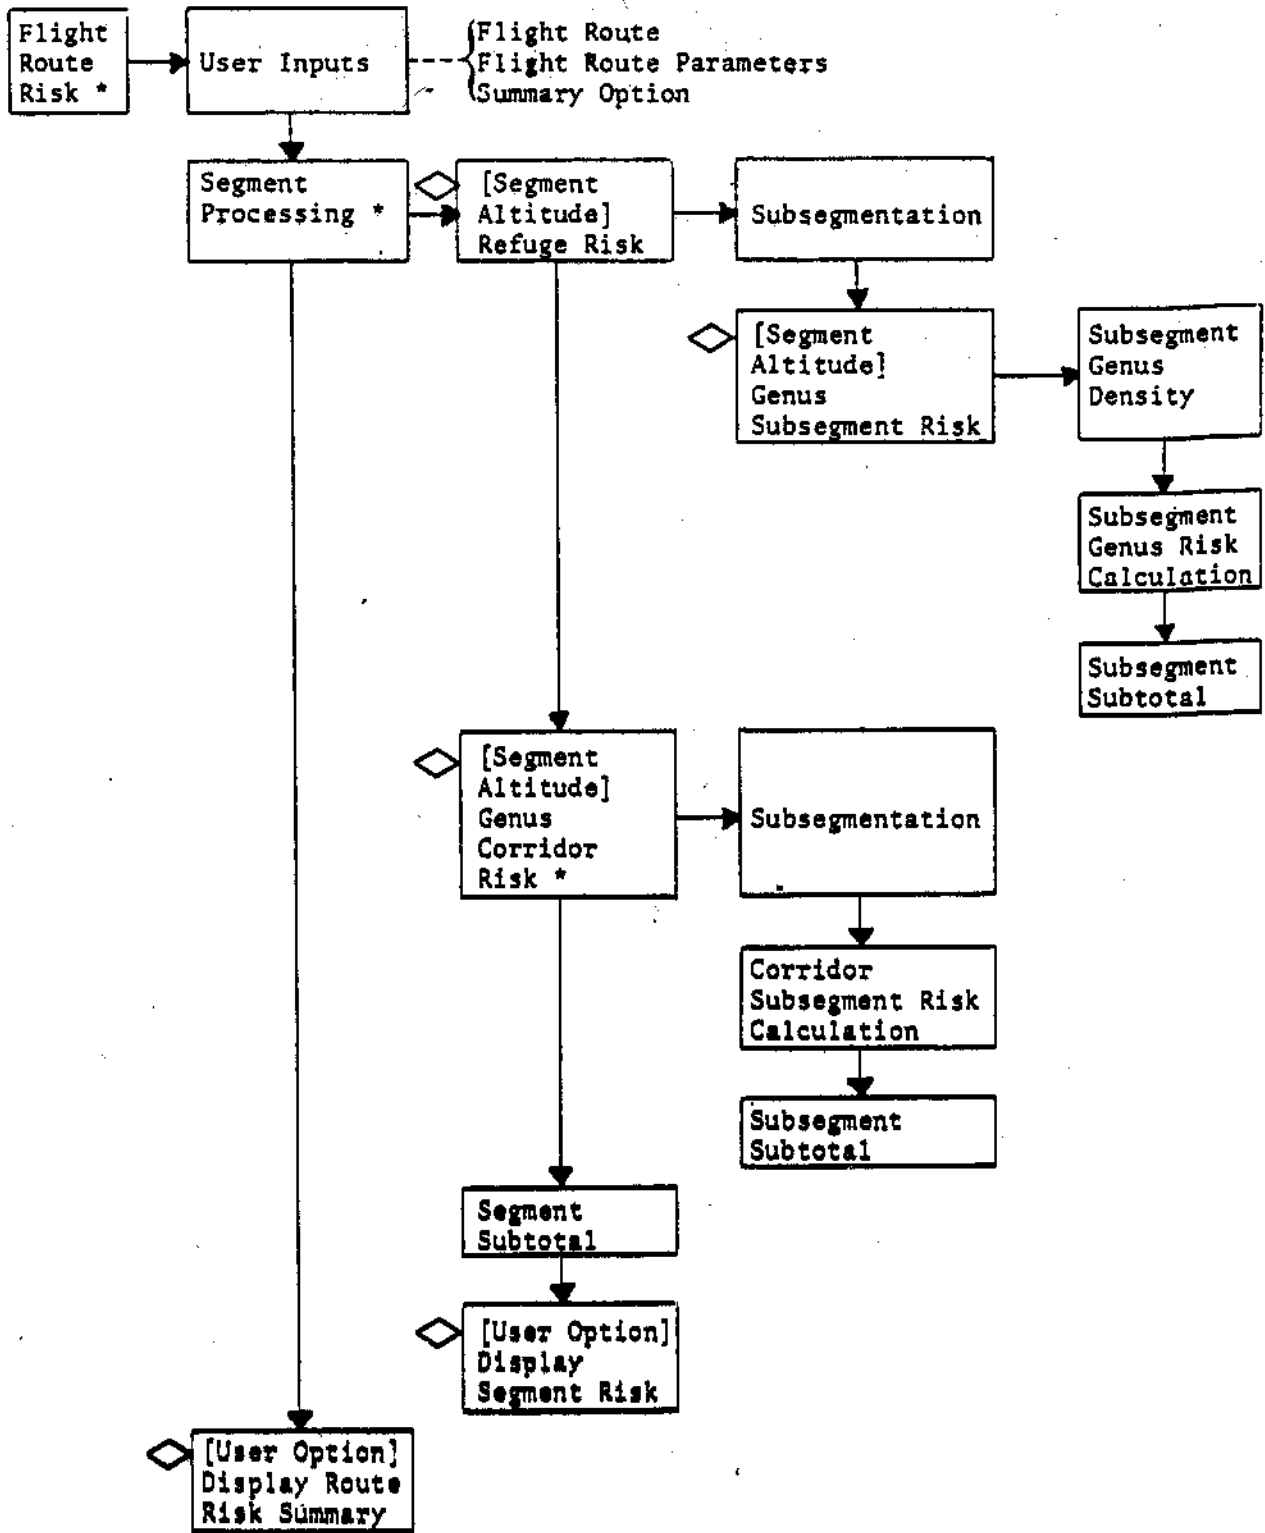 Flight
Route
Risk *
User Inputs
Flight Route
Flight Route Parameters
Summary Option
Segment
Processing *
[Segment
Altitude]
Refuge Risk
Subsegmentation
[Segment
Altitude]
Genus
Subsegment Risk
Subsegment
Genus
Density
Subsegment
Genus Risk
Calculation
Subsegment
Subtotal
[Segment
Altitude]
Genus
Corridor
Risk *
Subsegmentation
Corridor
Subsegment Risk
Calculation
Subsegment
Subtotal
Segment
Subtotal
[User Option]
Display
Segment Risk
[User Option]
Display Route
Risk Summary